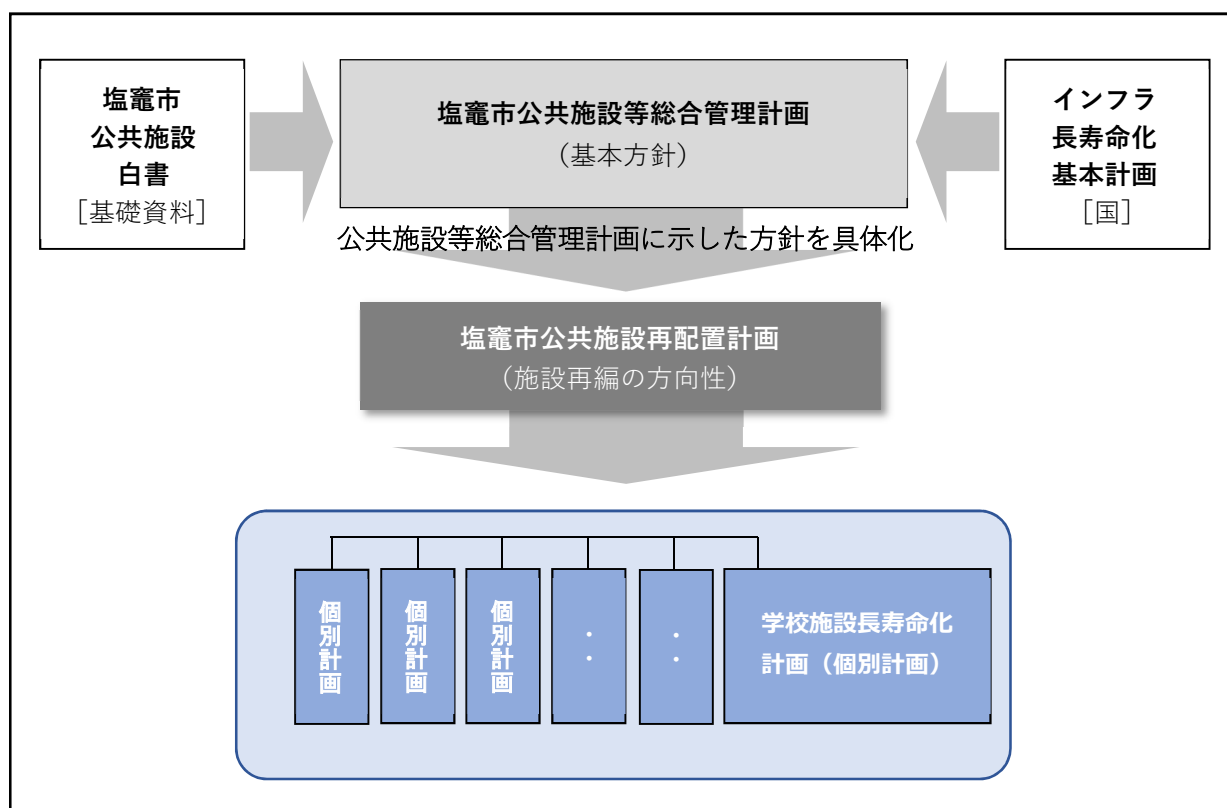 塩竈市
公共施設
白書
［基礎資料］
塩竈市公共施設等総合管理計画
（基本方針）
インフラ
長寿命化
基本計画
［国］
公共施設等総合管理計画に示した方針を具体化
塩竈市公共施設再配置計画
（施設再編の方向性）
個別計画
個別計画
個別計画
・・
・・
学校施設長寿命化
計画（個別計画）